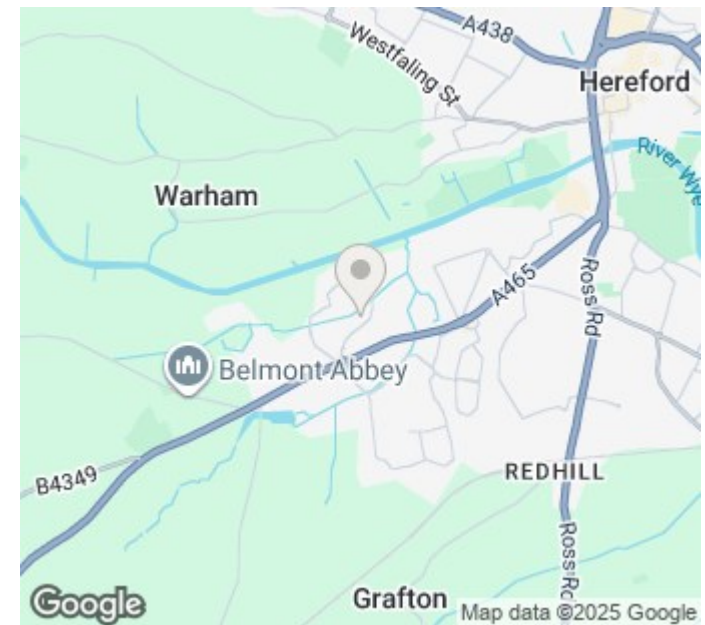 A438
Westfaling St
Hereford
River Wye
Warham
A465
Ross Rd
Belmont Abbey
B4349
REDHILL
Ross Rd
Grafton
Google
Map data ©2025 Google